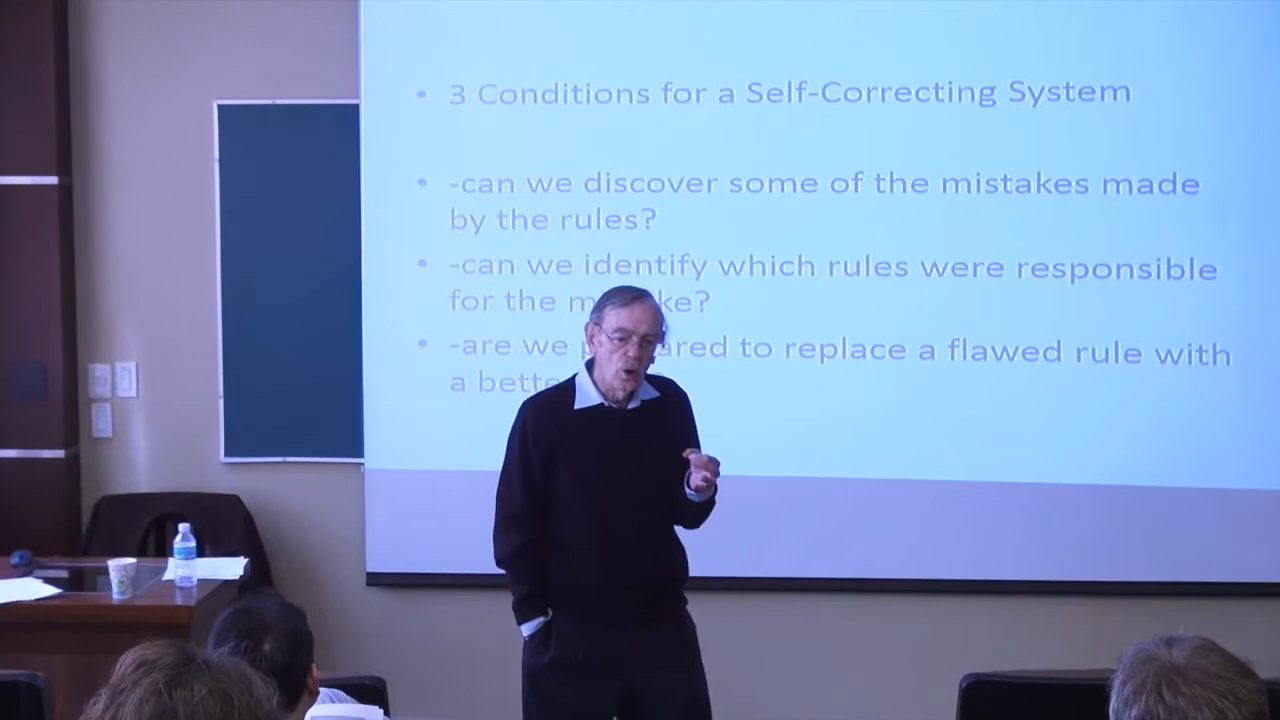 • 3 Conditions for a Self-Correcting System
• -can we discover some of the mistakes made
by the rules?
• -can we identify which rules were responsible
for the
• -are we to replace a flawed rule with
a